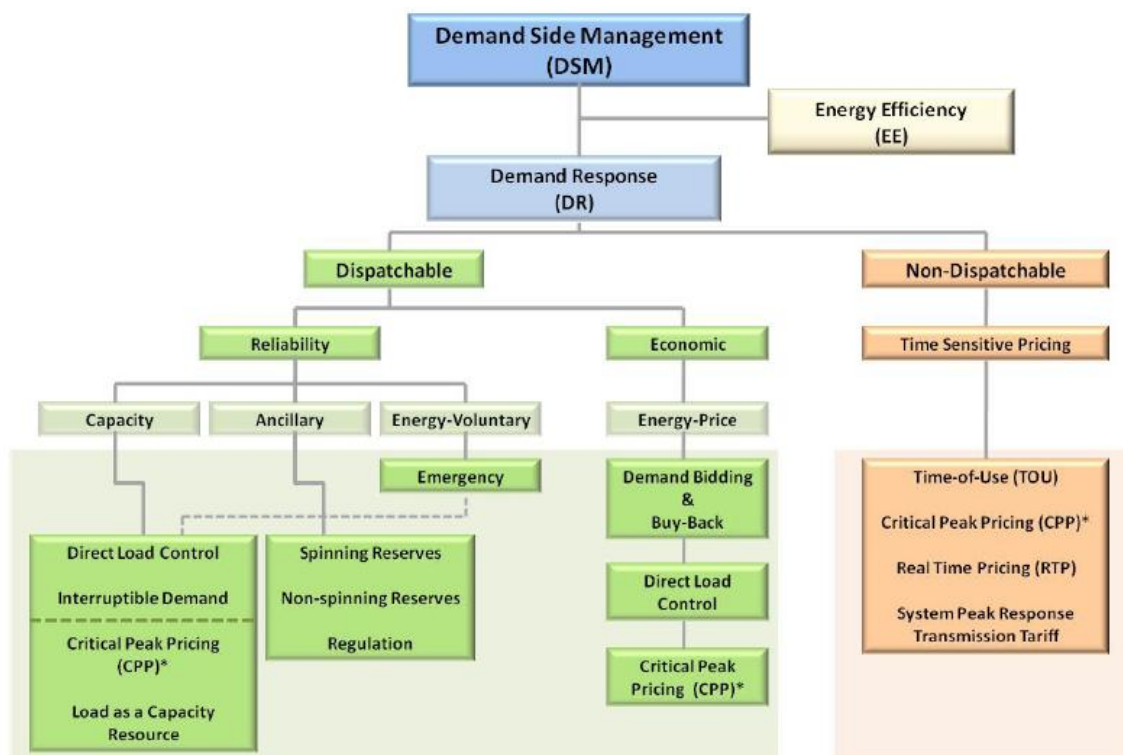 Demand Side Management
(DSM)
Energy Efficiency
(EE)
Demand Response
(DR)
Dispatchable
Non-Dispatchable
Reliability
Economic
Time Sensitive Pricing
Capacity
Ancillary
Energy-Voluntary
Energy-Price
Emergency
Direct Load Control
Interruptible Demand
Critical Peak Pricing
(CPP)*
Load as a Capacity
Resource
Spinning Reserves
Non-spinning Reserves
Regulation
Demand Bidding
&
Buy-Back
Direct Load
Control
Critical Peak
Pricing (CPP)*
Time-of-Use (TOU)
Critical Peak Pricing (CPP)*
Real Time Pricing (RTP)
System Peak Response
Transmission Tariff